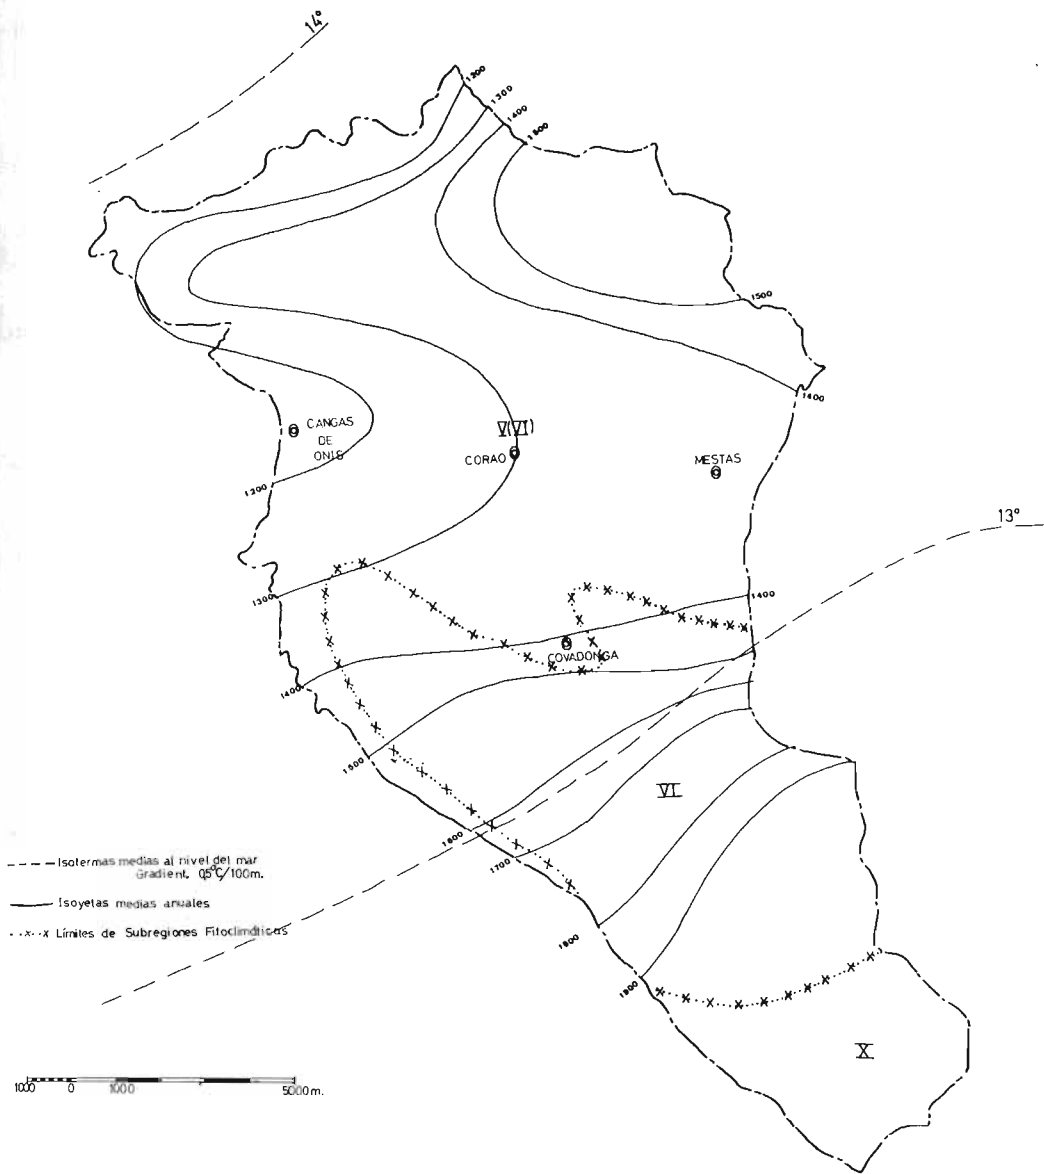 14°
1200
1300
1400
1500
1500
1400
CANGAS
DE
ONIS
V(VI)
CORAO
MESTAS
1200
13°
1300
1400
COVADONGA
1400
1500
VI
1600
1700
1800
1900
X
Isotermas medias al nivel del mar
Gradient. 0,5°C/100m.
Isoyetas medias anuales
Límites de Subregiones Fitoclimáticas
1000 0 1000 5000m.